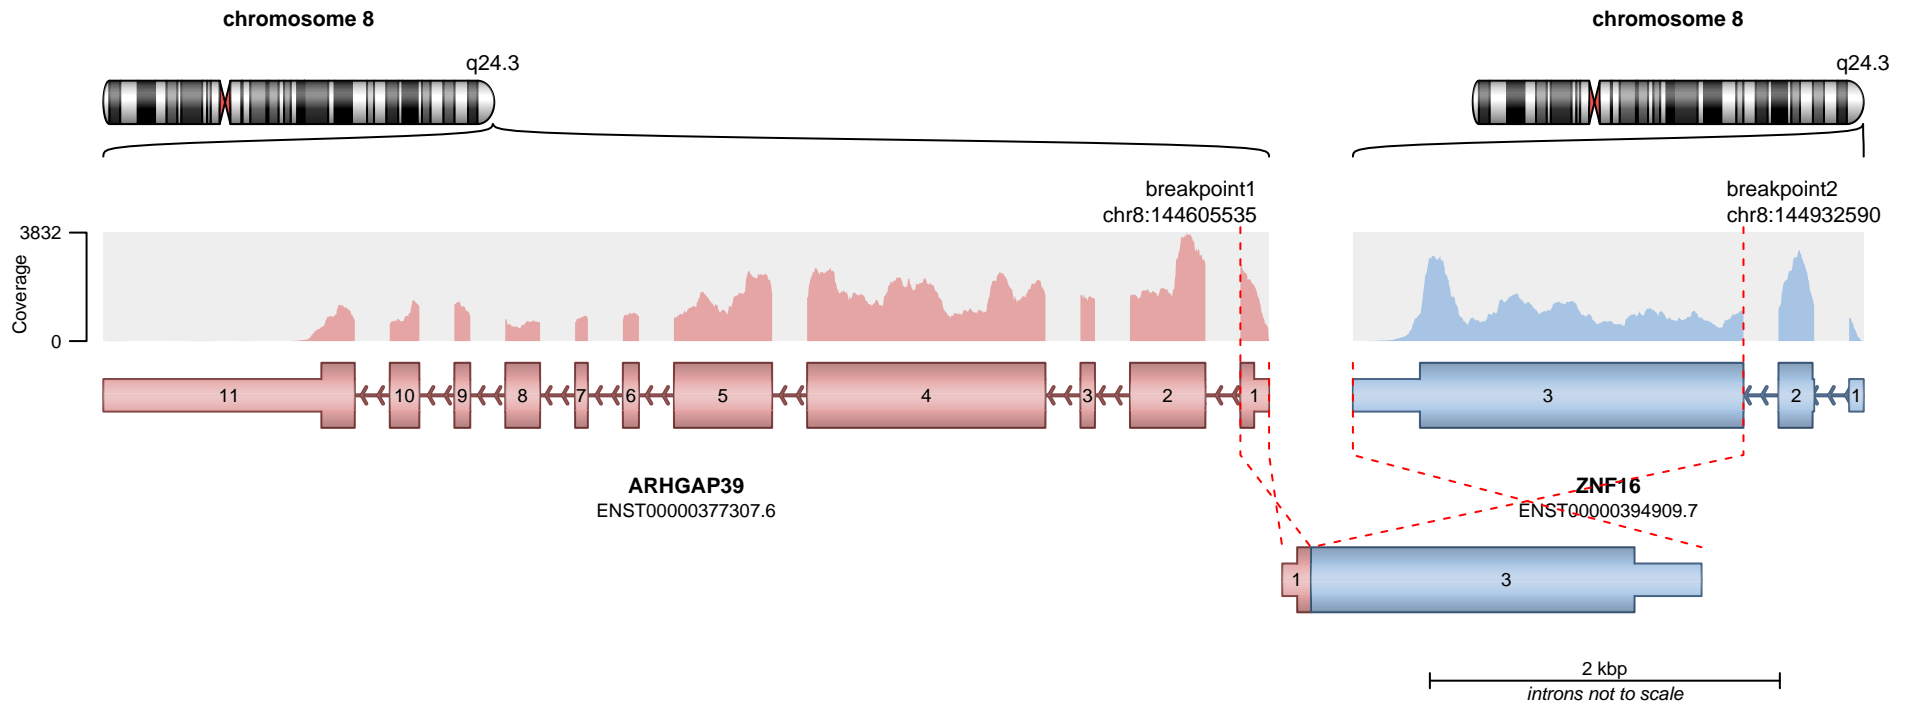 chromosome 8
chromosome 8
q24.3
q24.3
breakpoint1
chr8:144605535
breakpoint2
chr8:144932590
3832
0
Coverage
11
10
9
8
7
6
5
4
3
2
1
3
2
1
ARHGAP39
ENST00000377307.6
ZNF16
ENST00000394909.7
1
3
2 kbp
introns not to scale